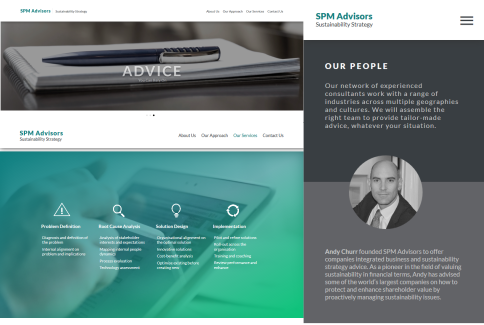 SPM Advisors Sustainability Strategy
About Us Our Approach Our Services Contact Us
ADVICE
SPM Advisors
Sustainability Strategy
About Us Our Approach Our Services Contact Us
Problem Definition
Diagnosis and definition of
the problem
Internal alignment on
problem and implications
Root Cause Analysis
Analysis of stakeholder
interests and expectations
Mapping internal people
dynamics
Process evaluation
Technology assessment
Solution Design
Organisational alignment on
the optimal solution
Innovative solutions
Cost-benefit analysis
Optimise existing before
creating new
Implementation
Pilot and refine solutions
Roll-out across the
organisation
Training and coaching
Review performance and
enhance
SPM Advisors
Sustainability Strategy
OUR PEOPLE
Our network of experienced
consultants work with a range of
industries across multiple geographies
and cultures. We will assemble the
right team to provide tailor-made
advice, whatever your situation.
Andy Churr founded SPM Advisors to offer
companies integrated business and sustainability
strategy advice. As a pioneer in the field of valuing
sustainability in financial terms, Andy has advised
some of the world's largest companies on how to
protect and enhance shareholder value by
proactively managing sustainability issues.